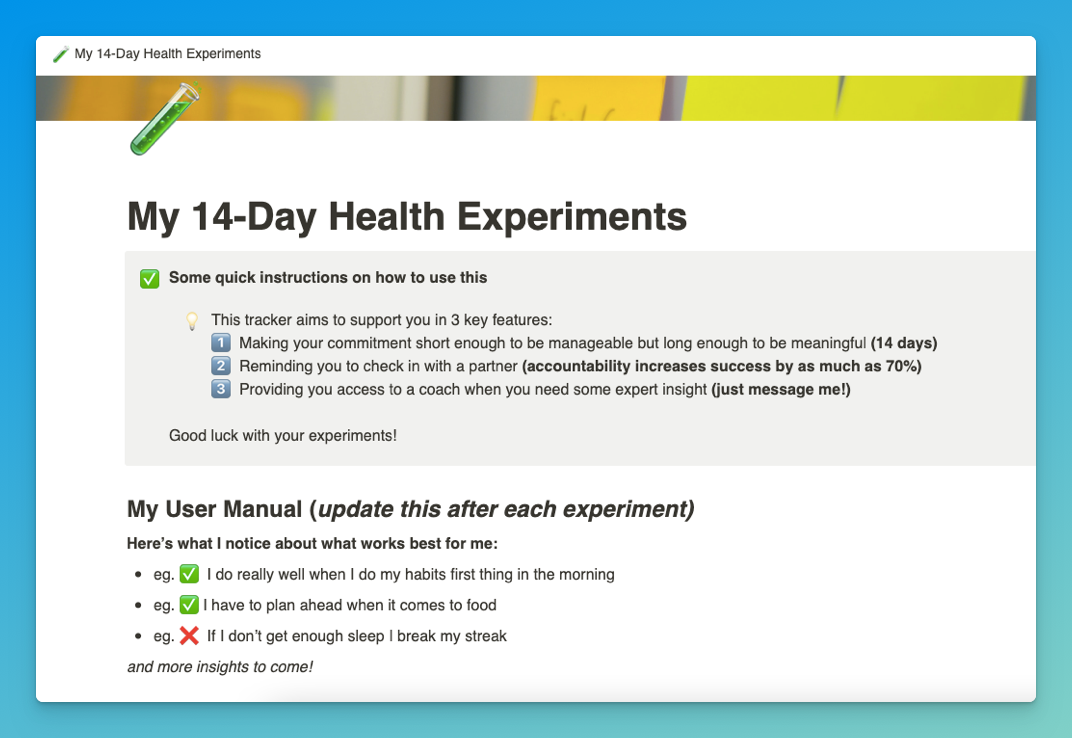 My 14-Day Health Experiments
My 14-Day Health Experiments
Some quick instructions on how to use this
This tracker aims to support you in 3 key features:
1 Making your commitment short enough to be manageable but long enough to be meaningful (14 days)
2 Reminding you to check in with a partner (accountability increases success by as much as 70%)
3 Providing you access to a coach when you need some expert insight (just message me!)
Good luck with your experiments!
My User Manual (update this after each experiment)
Here’s what I notice about what works best for me:
• eg. ✅ I do really well when I do my habits first thing in the morning
• eg. ✅ I have to plan ahead when it comes to food
• eg. ❌ If I don’t get enough sleep I break my streak
and more insights to come!